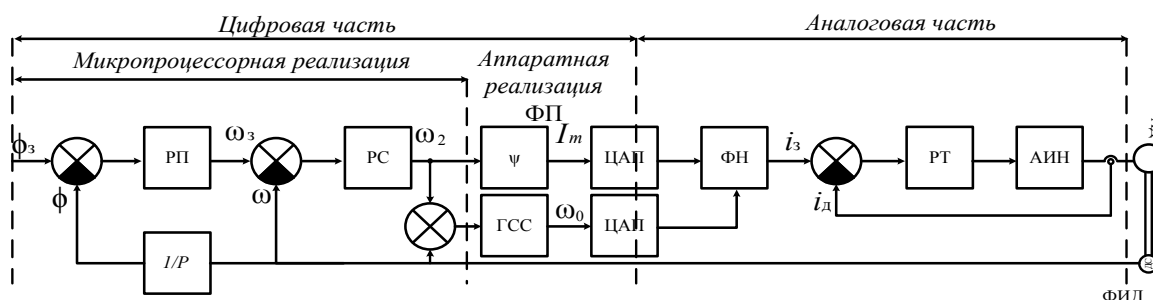 Цифровая часть
Аналоговая часть
Микропроцессорная реализация
Аппаратная реализация
ФП
ϕз
РП
ωз
РС
ω2
ψ
Im
ЦАП
ФН
iз
РТ
АИН
ϕ
ω
iд
ГСС
ω0
ЦАП
1/P
ФИД